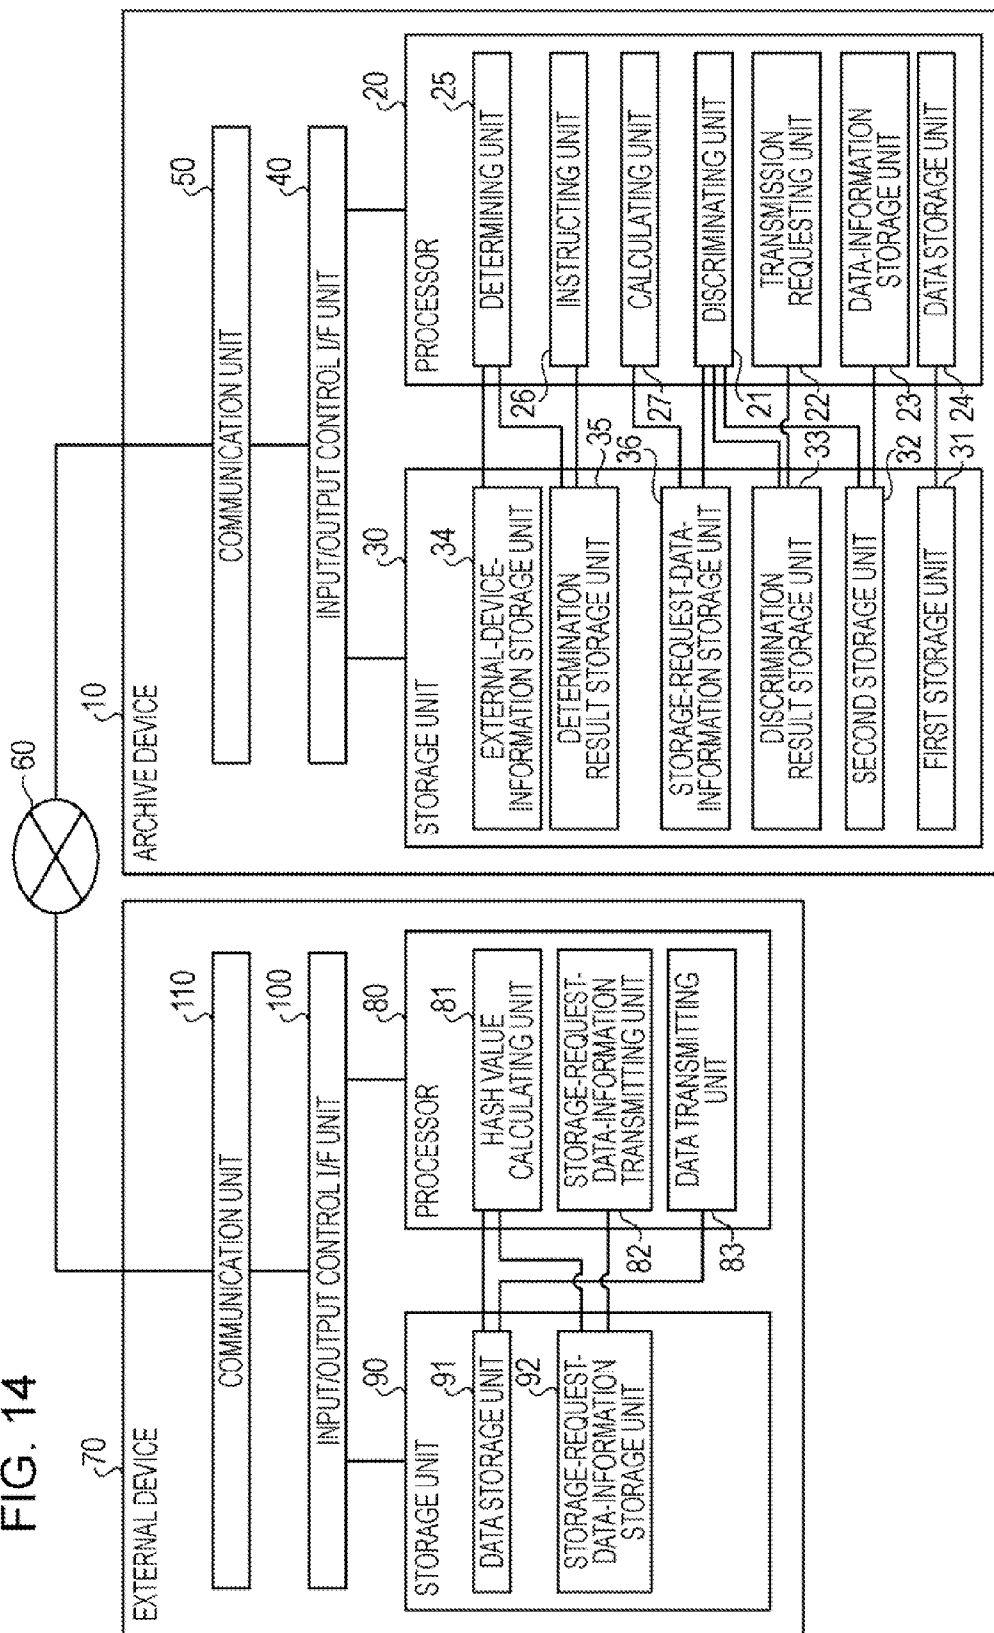 FIG. 14
70
EXTERNAL DEVICE
110
COMMUNICATION UNIT
100
INPUT/OUTPUT CONTROL I/F UNIT
90
STORAGE UNIT
91
DATA STORAGE UNIT
92
STORAGE-REQUEST-
DATA-INFORMATION
STORAGE UNIT
80
PROCESSOR
81
HASH VALUE
CALCULATING UNIT
STORAGE-REQUEST-
DATA-INFORMATION
TRANSMITTING UNIT
82
DATA TRANSMITTING
UNIT
83
60
10
ARCHIVE DEVICE
50
COMMUNICATION UNIT
40
INPUT/OUTPUT CONTROL I/F UNIT
30
STORAGE UNIT
34
EXTERNAL-DEVICE-
INFORMATION STORAGE UNIT
DETERMINATION
RESULT STORAGE UNIT
35
36
STORAGE-REQUEST-DATA-
INFORMATION STORAGE UNIT
DISCRIMINATION
RESULT STORAGE UNIT
33
SECOND STORAGE UNIT
32
FIRST STORAGE UNIT
31
20
PROCESSOR
25
DETERMINING UNIT
INSTRUCTING UNIT
26
CALCULATING UNIT
27
DISCRIMINATING UNIT
21
TRANSMISSION
REQUESTING UNIT
22
DATA-INFORMATION
STORAGE UNIT
23
DATA STORAGE UNIT
24